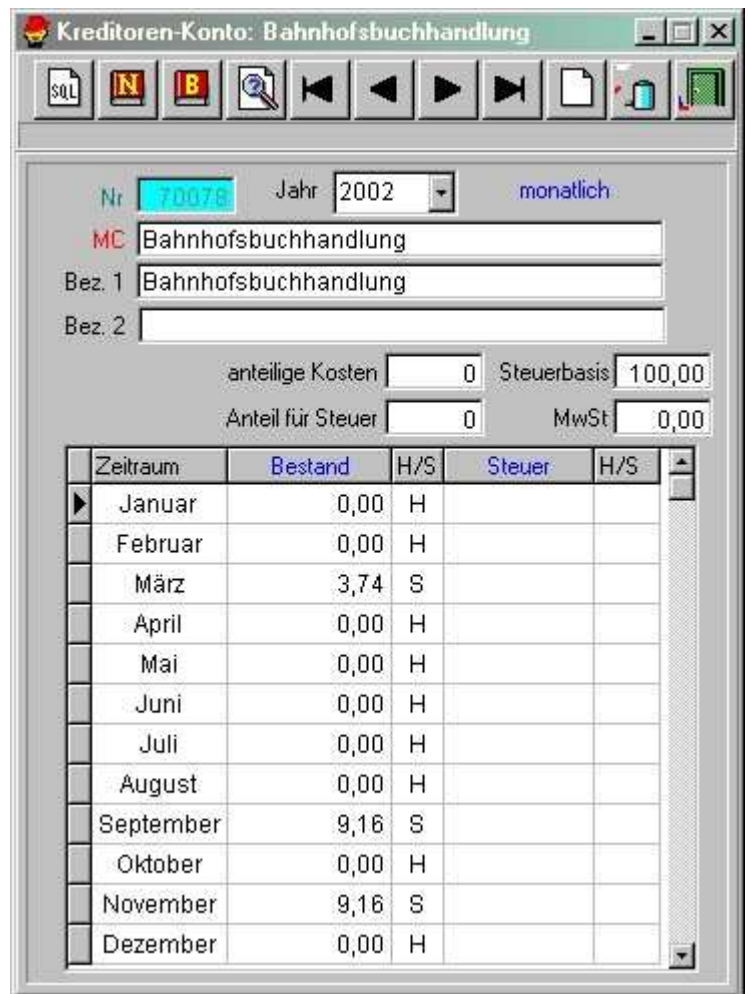 Kreditoren-Konto: Bahnhofsbuchhandlung
SQL N B
Nr 70078 Jahr 2002 monatlich
MC Bahnhofsbuchhandlung
Bez. 1 Bahnhofsbuchhandlung
Bez. 2
anteilige Kosten 0 Steuerbasis 100,00
Anteil für Steuer 0 MwSt 0,00
Zeitraum Bestand H/S Steuer H/S
Januar 0,00 H
Februar 0,00 H
März 3,74 S
April 0,00 H
Mai 0,00 H
Juni 0,00 H
Juli 0,00 H
August 0,00 H
September 9,16 S
Oktober 0,00 H
November 9,16 S
Dezember 0,00 H